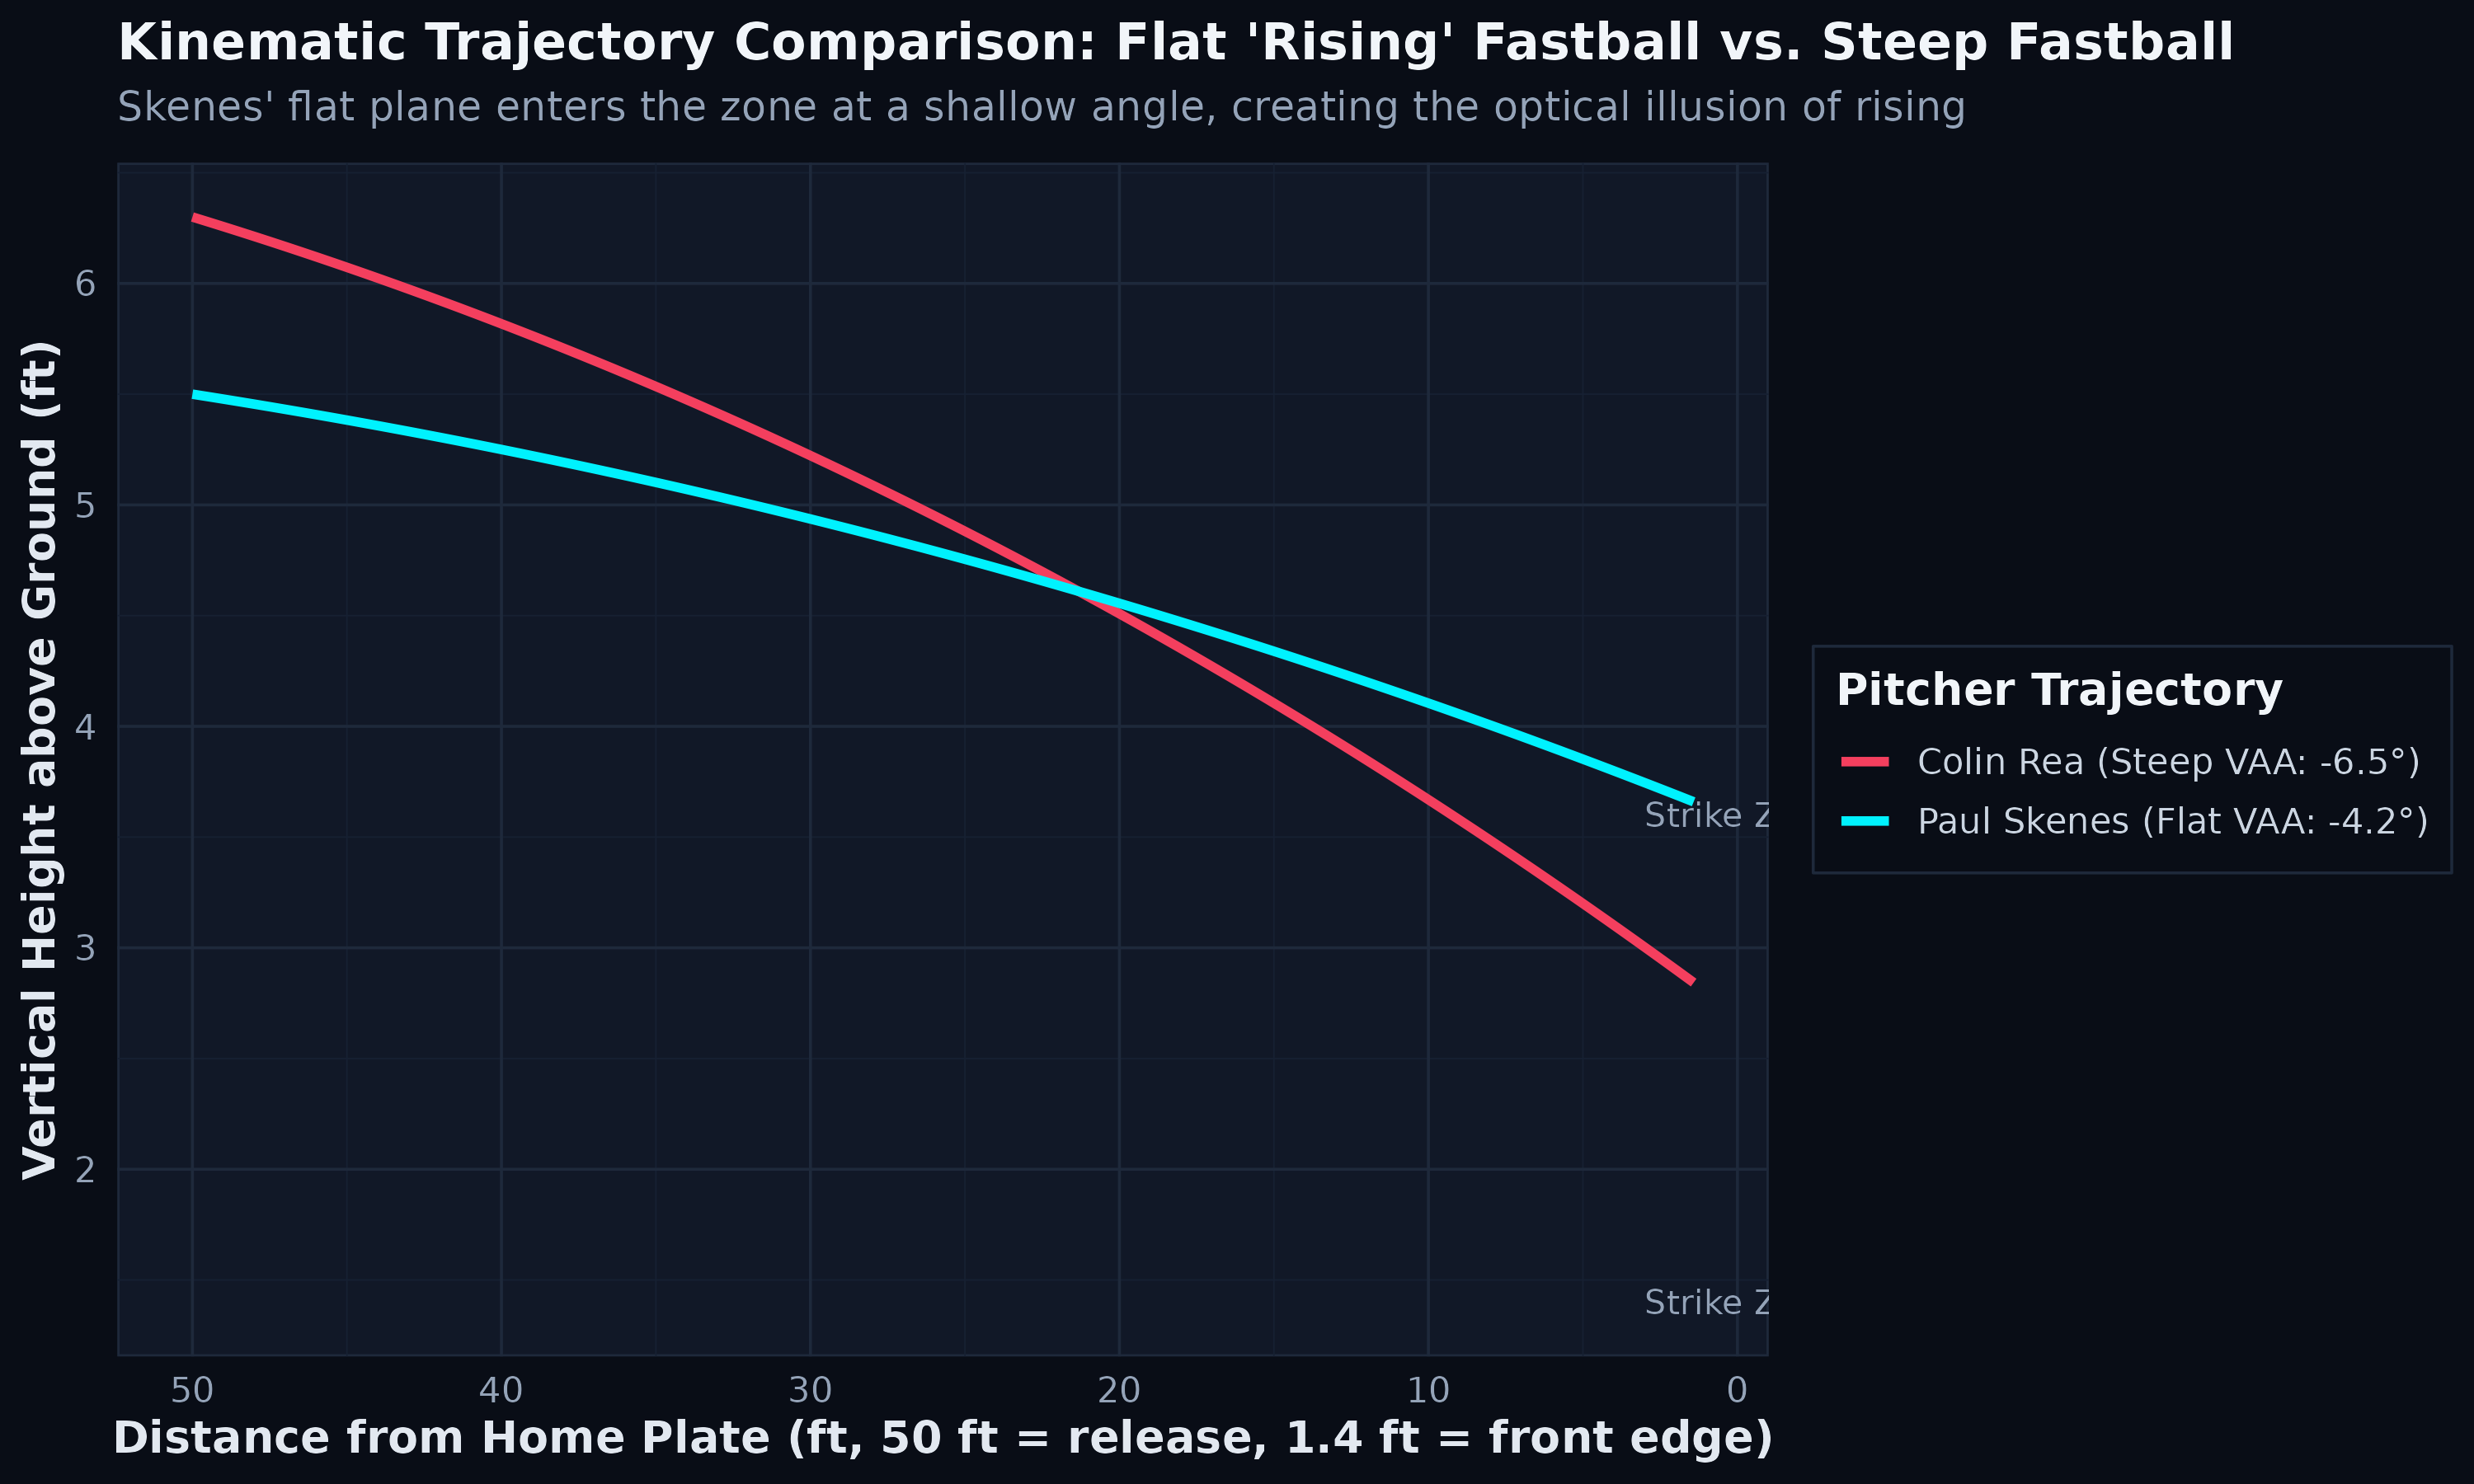 Kinematic Trajectory Comparison: Flat 'Rising' Fastball vs. Steep Fastball
Skenes' flat plane enters the zone at a shallow angle, creating the optical illusion of rising
Vertical Height above Ground (ft)
6
5
4
3
2
Strike Z
Strike Z
50
40
30
20
10
0
Distance from Home Plate (ft, 50 ft = release, 1.4 ft = front edge)
Pitcher Trajectory
Colin Rea (Steep VAA: -6.5°)
Paul Skenes (Flat VAA: -4.2°)